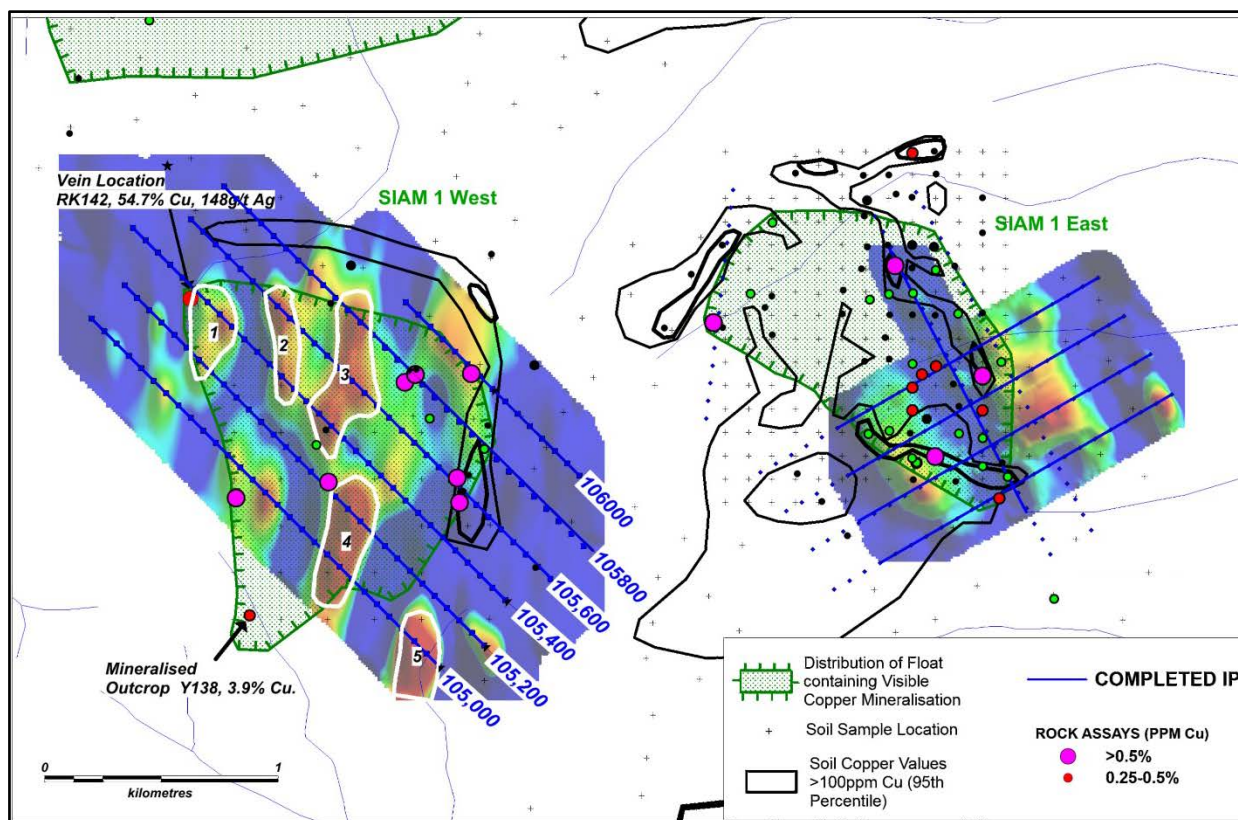 Vein Location
RK142, 54.7% Cu, 148g/t Ag
SIAM 1 West
SIAM 1 East
1
2
3
4
5
106000
105800
105,600
105,400
105,200
105,000
Mineralised
Outcrop Y138, 3.9% Cu.
0
1
kilometres
Distribution of Float
containing Visible
Copper Mineralisation
Soil Sample Location
Soil Copper Values
>100ppm Cu (95th
Percentile)
COMPLETED IP
ROCK ASSAYS (PPM Cu)
>0.5%
0.25-0.5%